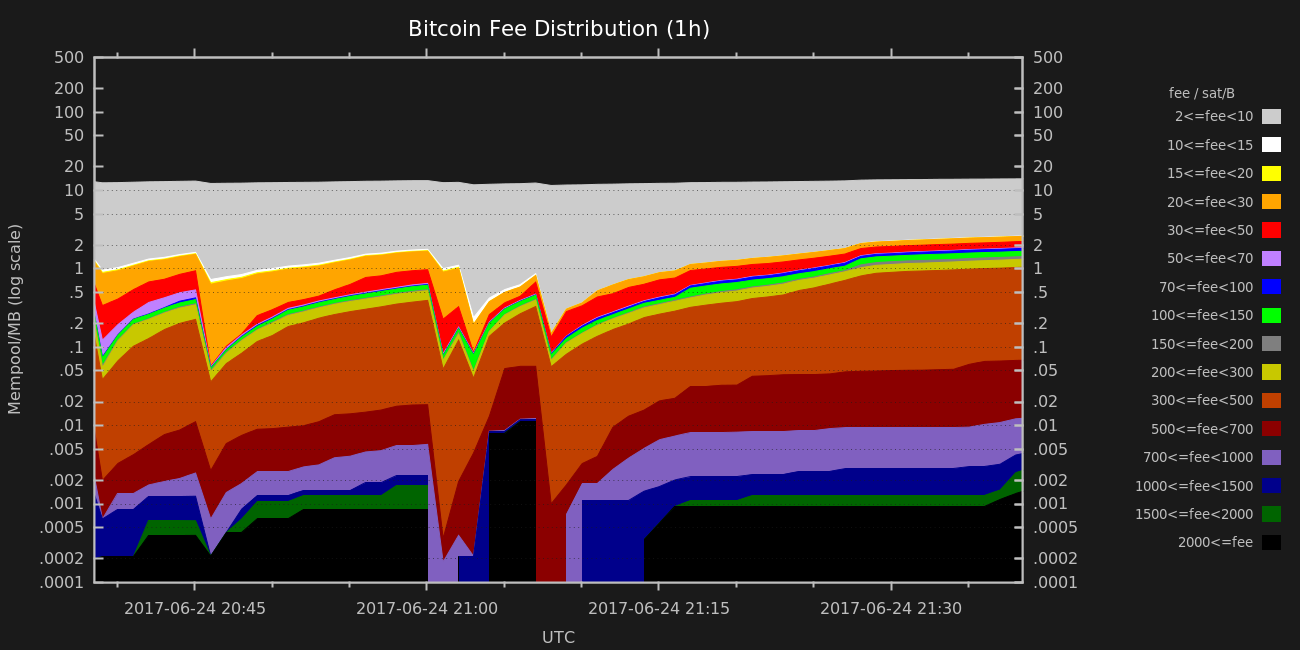 Bitcoin Fee Distribution (1h)
500 500
200 200
100 100
50 50
20 20
10 10
5 5
2 2
1 1
.5 .5
.2 .2
.1 .1
.05 .05
.02 .02
.01 .01
.005 .005
.002 .002
.001 .001
.0005 .0005
.0002 .0002
.0001 .0001
Mempool/MB (log scale)
2017-06-24 20:45 2017-06-24 21:00 2017-06-24 21:15 2017-06-24 21:30
UTC
fee / sat/B
2<=fee<10
10<=fee<15
15<=fee<20
20<=fee<30
30<=fee<50
50<=fee<70
70<=fee<100
100<=fee<150
150<=fee<200
200<=fee<300
300<=fee<500
500<=fee<700
700<=fee<1000
1000<=fee<1500
1500<=fee<2000
2000<=fee